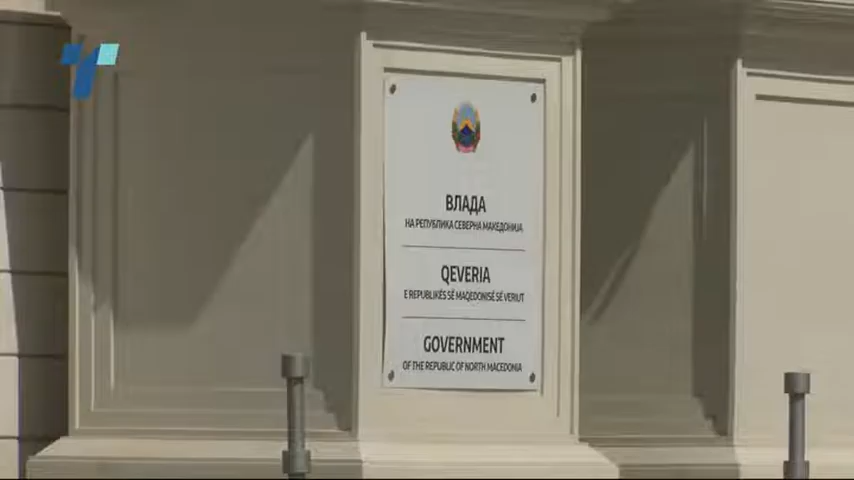 ВЛАДА
НА РЕПУБЛИКА СЕВЕРНА МАКЕДОНИЈА
QEVERIA
E REPUBLIKËS SË MAQEDONISË SË VERIUT
GOVERNMENT
OF THE REPUBLIC OF NORTH MACEDONIA